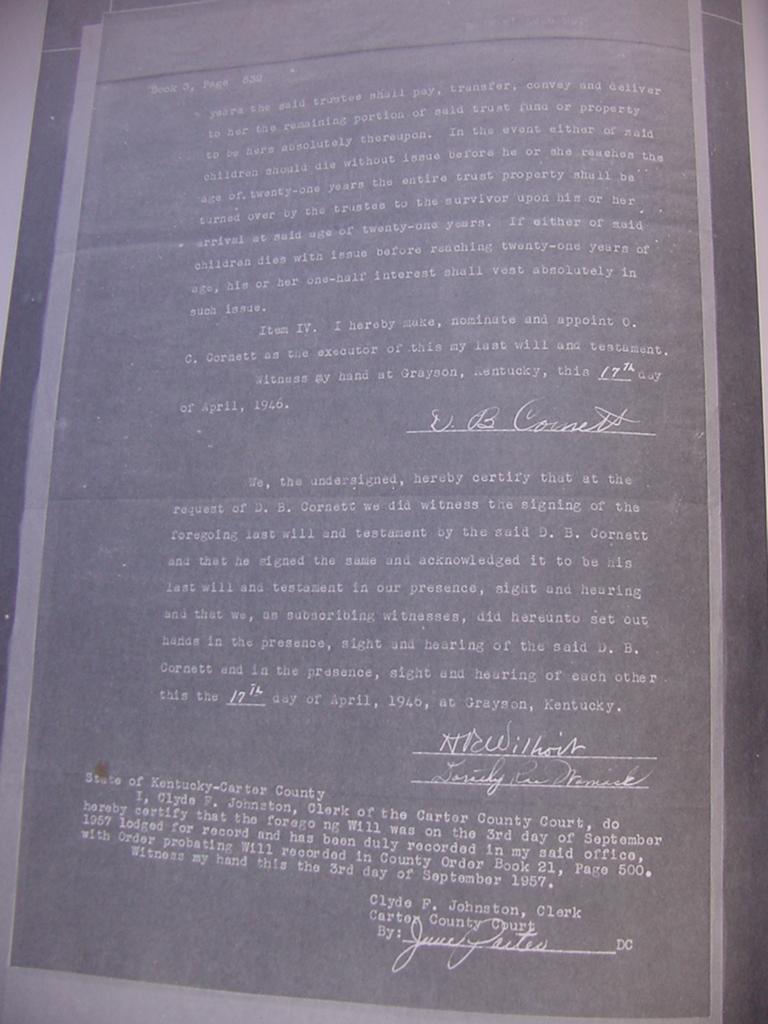 Book 3, Page 532
years the said trustee shall pay, transfer, convey and deliver
to her the remaining portion of said trust fund or property
to be hers absolutely thereupon. In the event either of said
children should die without issue before he or she reaches the
age of twenty-one years the entire trust property shall be
turned over by the trustee to the survivor upon his or her
arrival at said age of twenty-one years. If either of said
children dies with issue before reaching twenty-one years of
age, his or her one-half interest shall vest absolutely in
such issue.
Item IV. I hereby make, nominate and appoint O.
C. Cornett as the executor of this my last will and testament.
Witness my hand at Grayson, Kentucky, this 17th day
of April, 1946.
D. B. Cornett
We, the undersigned, hereby certify that at the
request of D. B. Cornett we did witness the signing of the
foregoing last will and testament by the said D. B. Cornett
and that he signed the same and acknowledged it to be his
last will and testament in our presence, sight and hearing
and that we, as subscribing witnesses, did hereunto set out
hands in the presence, sight and hearing of the said D. B.
Cornett and in the presence, sight and hearing of each other
this the 17th day of April, 1946, at Grayson, Kentucky.
H R Wilhoit
Womack
State of Kentucky-Carter County
I, Clyde F. Johnston, Clerk of the Carter County Court, do
hereby certify that the forego ng Will was on the 3rd day of September
1957 lodged for record and has been duly recorded in my said office,
with Order probating Will recorded in County Order Book 21, Page 500.
Witness my hand this the 3rd day of September 1957.
Clyde F. Johnston, Clerk
Carter County Court
By: June DC